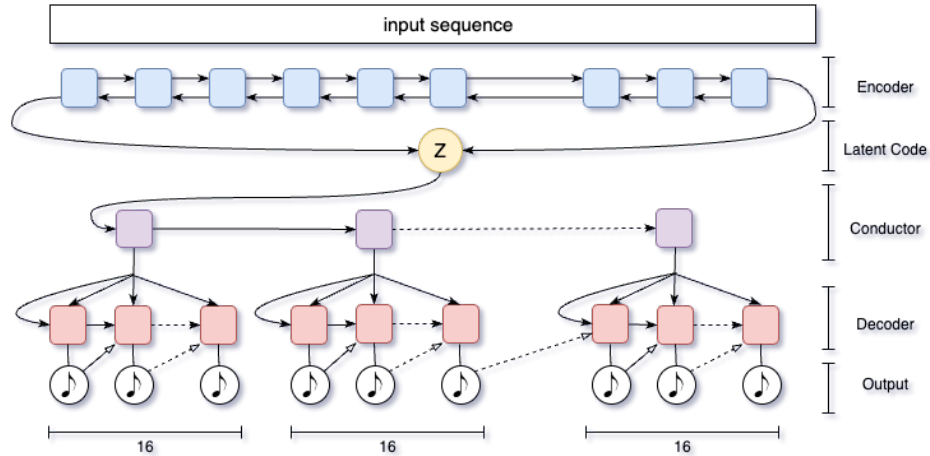 input sequence
Encoder
Z
Latent Code
Conductor
Decoder
Output
16
16
16